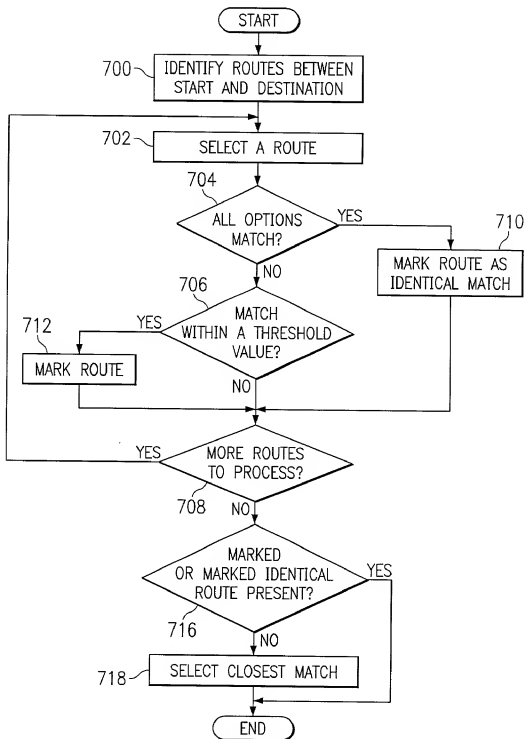 START
700
IDENTIFY ROUTES BETWEEN
START AND DESTINATION
702
SELECT A ROUTE
704
ALL OPTIONS
MATCH?
YES
710
MARK ROUTE AS
IDENTICAL MATCH
NO
706
MATCH
WITHIN A THRESHOLD
VALUE?
YES
712
MARK ROUTE
NO
MORE ROUTES
TO PROCESS?
YES
708
NO
MARKED
OR MARKED IDENTICAL
ROUTE PRESENT?
YES
716
NO
718
SELECT CLOSEST MATCH
END